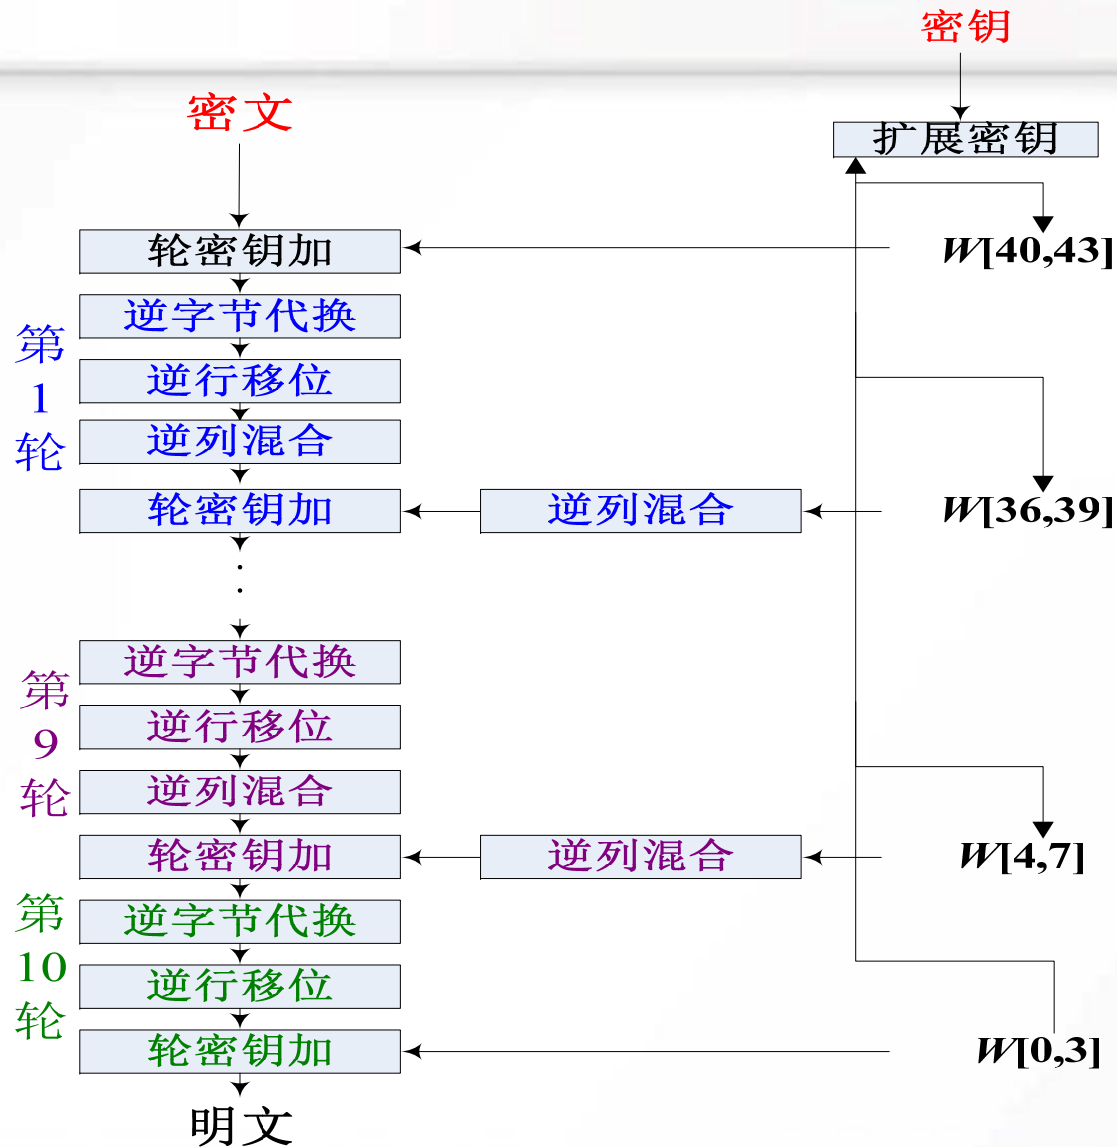 密钥
密文
扩展密钥
轮密钥加
W[40,43]
逆字节代换
第
1
轮
逆行移位
逆列混合
轮密钥加
逆列混合
W[36,39]
逆字节代换
第
9
轮
逆行移位
逆列混合
轮密钥加
逆列混合
W[4,7]
逆字节代换
第
10
轮
逆行移位
轮密钥加
W[0,3]
明文